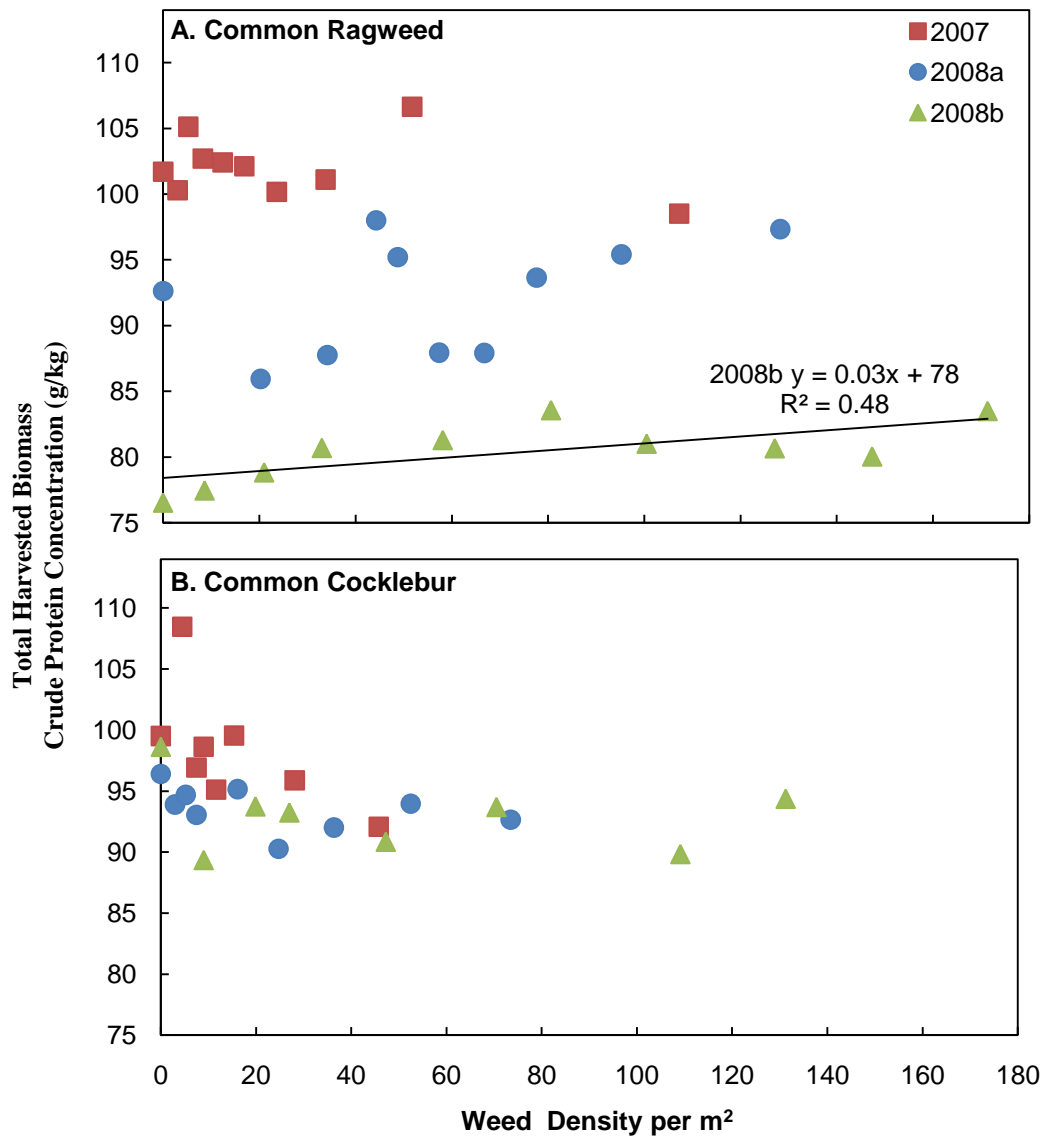 A. Common Ragweed
2007
2008a
2008b
110
105
100
95
90
85
80
75
2008b y = 0.03x + 78
R² = 0.48
Total Harvested Biomass
Crude Protein Concentration (g/kg)
B. Common Cocklebur
110
105
100
95
90
85
80
75
0 20 40 60 80 100 120 140 160 180
Weed Density per m²